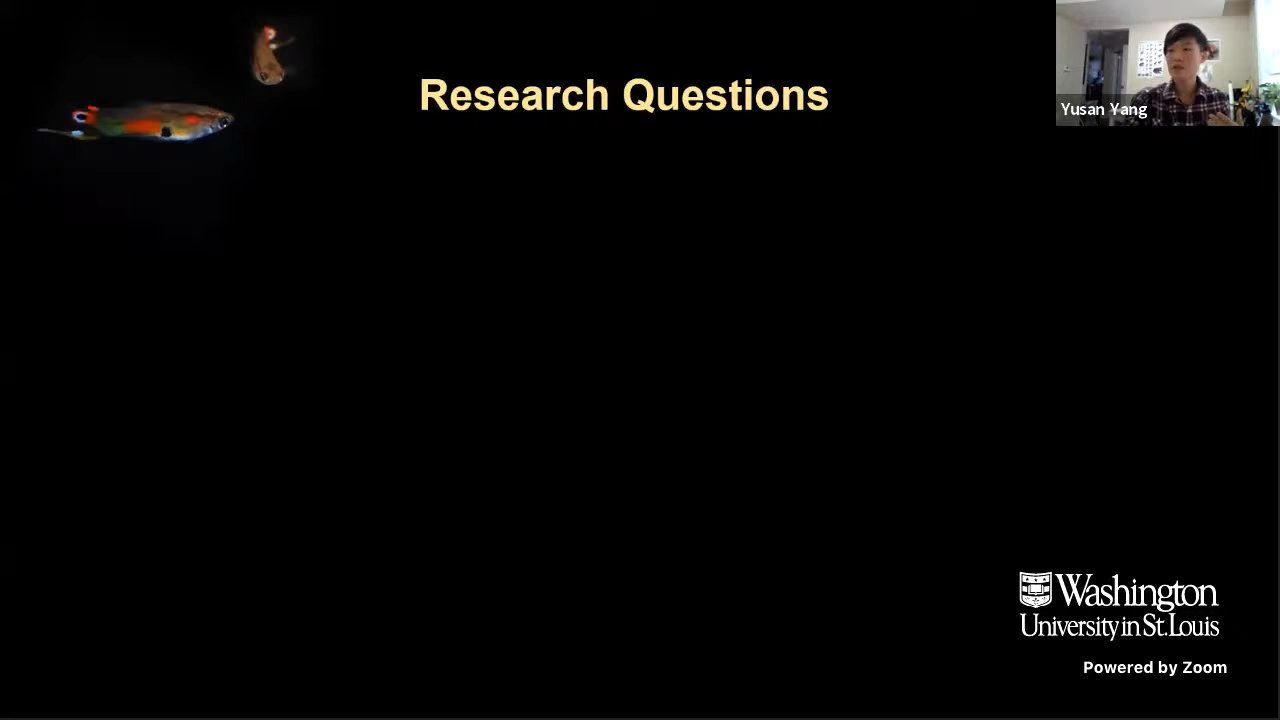 Research Questions
Yusan Yang
Washington
University in St. Louis
Powered by Zoom